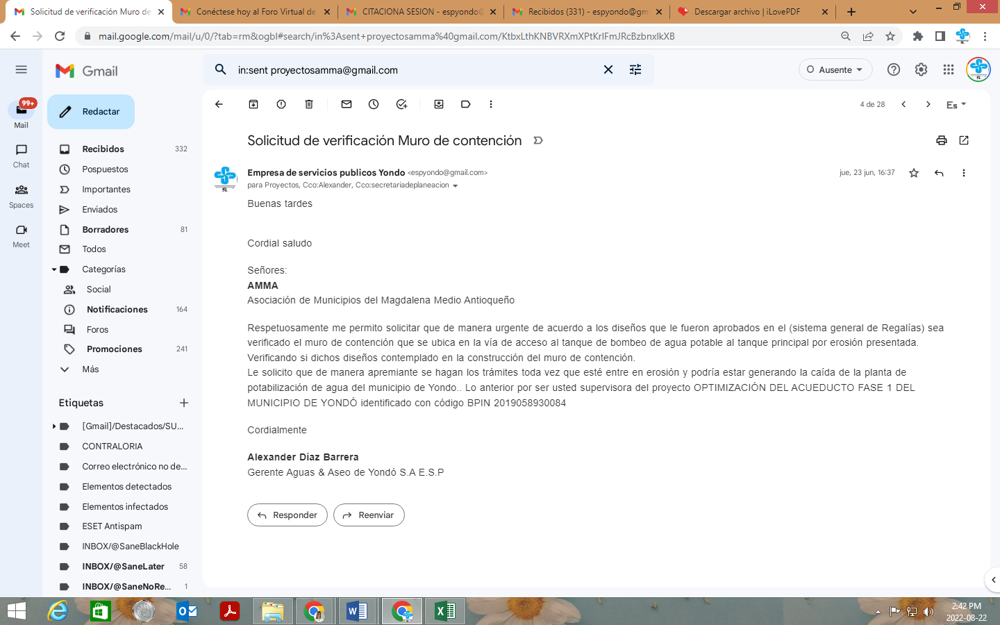 Solicitud de verificación Muro de
Conéctese hoy al Foro Virtual de
CITACIONA SESION - espyondo@
Recibidos (331) - espyondo@gm
Descargar archivo | iLovePDF
mail.google.com/mail/u/0/?tab=rm&ogbl#search/in%3Asent+proyectosamma%40gmail.com/KtbxLthKNBVRXmXPtKrlFmJRcBzbnxlkXB
Gmail
in:sent proyectosamma@gmail.com
Ausente
99+
Mail
Chat
Spaces
Meet
Redactar
Recibidos 332
Pospuestos
Importantes
Enviados
Borradores 81
Todos
Categorías
Social
Notificaciones 164
Foros
Promociones 241
Más
Etiquetas
[Gmail]/Destacados/SU...
CONTRALORIA
Correo electrónico no de...
Elementos detectados
Elementos infectados
ESET Antispam
INBOX/@SaneBlackHole
INBOX/@SaneLater 58
INBOX/@SaneNoRe... 1
4 de 28
Es
Solicitud de verificación Muro de contención
Empresa de servicios publicos Yondo <espyondo@gmail.com>
jue, 23 jun, 16:37
para Proyectos, Cco:Alexander, Cco:secretariadeplaneacion
Buenas tardes
Cordial saludo
Señores:
AMMA
Asociación de Municipios del Magdalena Medio Antioqueño
Respetuosamente me permito solicitar que de manera urgente de acuerdo a los diseños que le fueron aprobados en el (sistema general de Regalías) sea
verificado el muro de contención que se ubica en la vía de acceso al tanque de bombeo de agua potable al tanque principal por erosión presentada.
Verificando si dichos diseños contemplado en la construcción del muro de contención.
Le solicito que de manera apremiante se hagan los trámites toda vez que esté entre en erosión y podría estar generando la caída de la planta de
potabilización de agua del municipio de Yondo.. Lo anterior por ser usted supervisora del proyecto OPTIMIZACIÓN DEL ACUEDUCTO FASE 1 DEL
MUNICIPIO DE YONDÓ identificado con código BPIN 2019058930084
Cordialmente
Alexander Díaz Barrera
Gerente Aguas & Aseo de Yondó S.A E.S.P
Responder
Reenviar
2:42 PM
2022-08-22